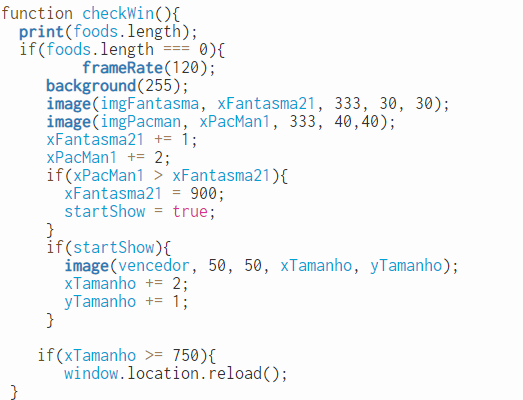 function checkWin(){
  print(foods.length);
  if(foods.length === 0){
         frameRate(120);
     background(255);
     image(imgFantasma, xFantasma21, 333, 30, 30);
     image(imgPacman, xPacMan1, 333, 40,40);
     xFantasma21 += 1;
     xPacMan1 += 2;
     if(xPacMan1 > xFantasma21){
       xFantasma21 = 900;
       startShow = true;
     }
     if(startShow){
       image(vencedor, 50, 50, xTamanho, yTamanho);
       xTamanho += 2;
       yTamanho += 1;
     }

    if(xTamanho >= 750){
       window.location.reload();
 }